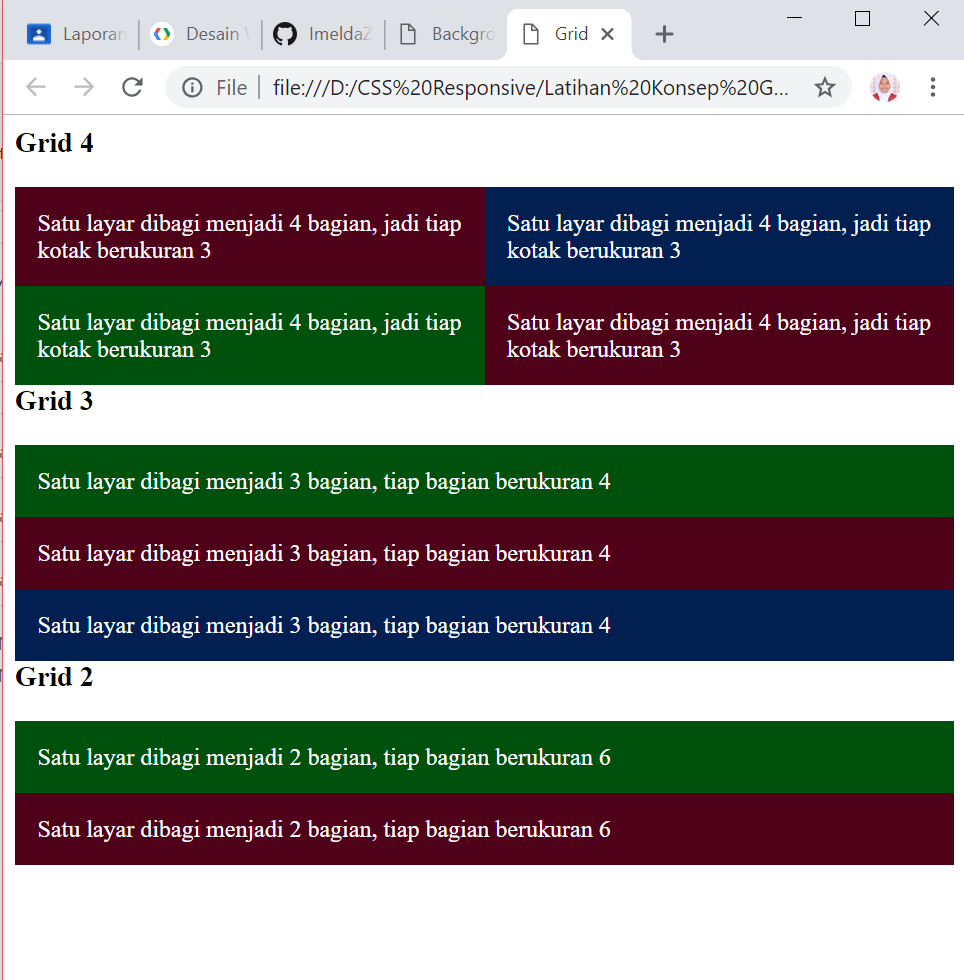 Laporan Desain ImeldaZ Backgro Grid
File file:///D:/CSS%20Responsive/Latihan%20Konsep%20G...
Grid 4
Satu layar dibagi menjadi 4 bagian, jadi tiap
kotak berukuran 3
Satu layar dibagi menjadi 4 bagian, jadi tiap
kotak berukuran 3
Satu layar dibagi menjadi 4 bagian, jadi tiap
kotak berukuran 3
Satu layar dibagi menjadi 4 bagian, jadi tiap
kotak berukuran 3
Grid 3
Satu layar dibagi menjadi 3 bagian, tiap bagian berukuran 4
Satu layar dibagi menjadi 3 bagian, tiap bagian berukuran 4
Satu layar dibagi menjadi 3 bagian, tiap bagian berukuran 4
Grid 2
Satu layar dibagi menjadi 2 bagian, tiap bagian berukuran 6
Satu layar dibagi menjadi 2 bagian, tiap bagian berukuran 6